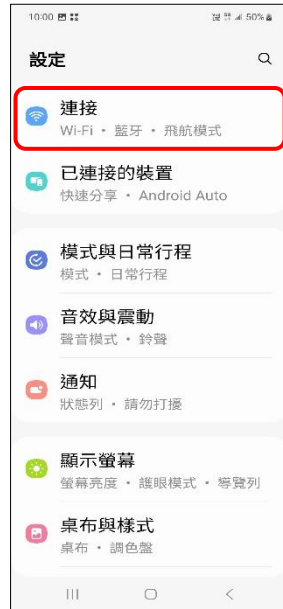 10:00
50%
設定
連接
Wi-Fi • 藍牙 • 飛航模式
已連接的裝置
快速分享 • Android Auto
模式與日常行程
模式 • 日常行程
音效與震動
聲音模式 • 鈴聲
通知
狀態列 • 請勿打擾
顯示螢幕
螢幕亮度 • 護眼模式 • 導覽列
桌布與樣式
桌布 • 調色盤